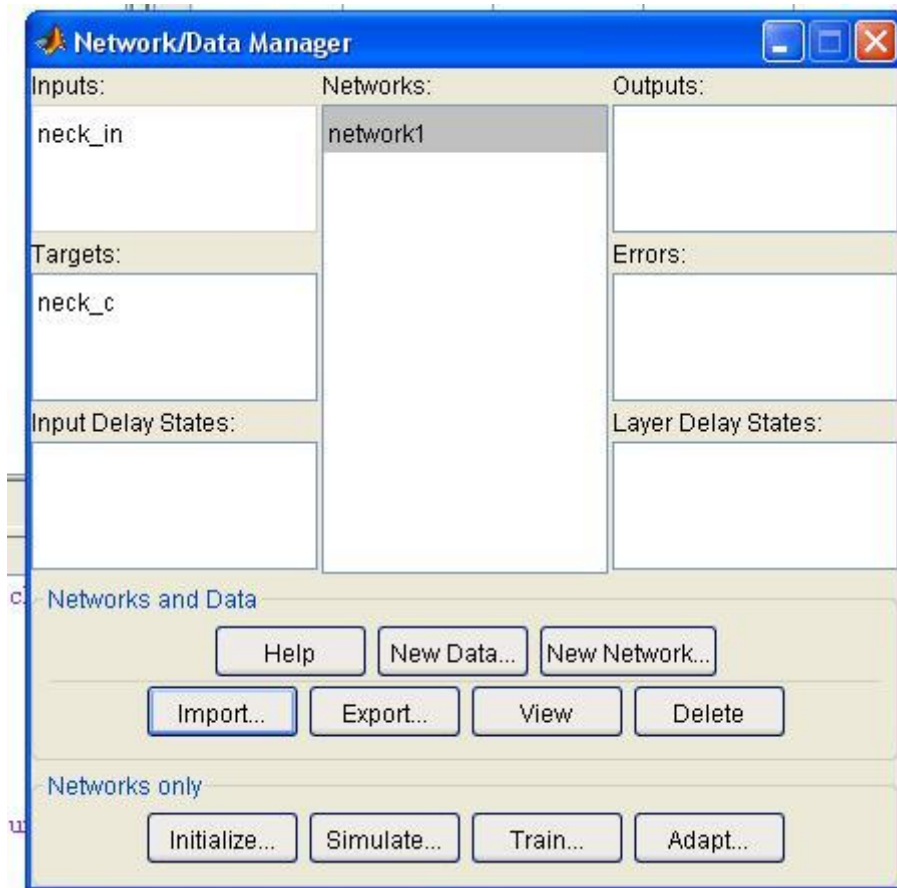 Network/Data Manager
Inputs:
Networks:
Outputs:
neck_in
network1
Targets:
Errors:
neck_c
Input Delay States:
Layer Delay States:
Networks and Data
Help
New Data...
New Network...
Import...
Export...
View
Delete
Networks only
Initialize...
Simulate...
Train...
Adapt...